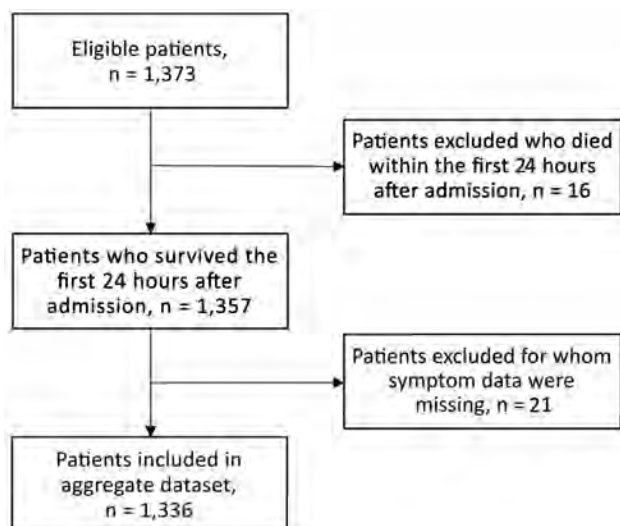 Eligible patients,
n = 1,373
Patients excluded who died
within the first 24 hours
after admission, n = 16
Patients who survived the
first 24 hours after
admission, n = 1,357
Patients excluded for whom
symptom data were
missing, n = 21
Patients included in
aggregate dataset,
n = 1,336